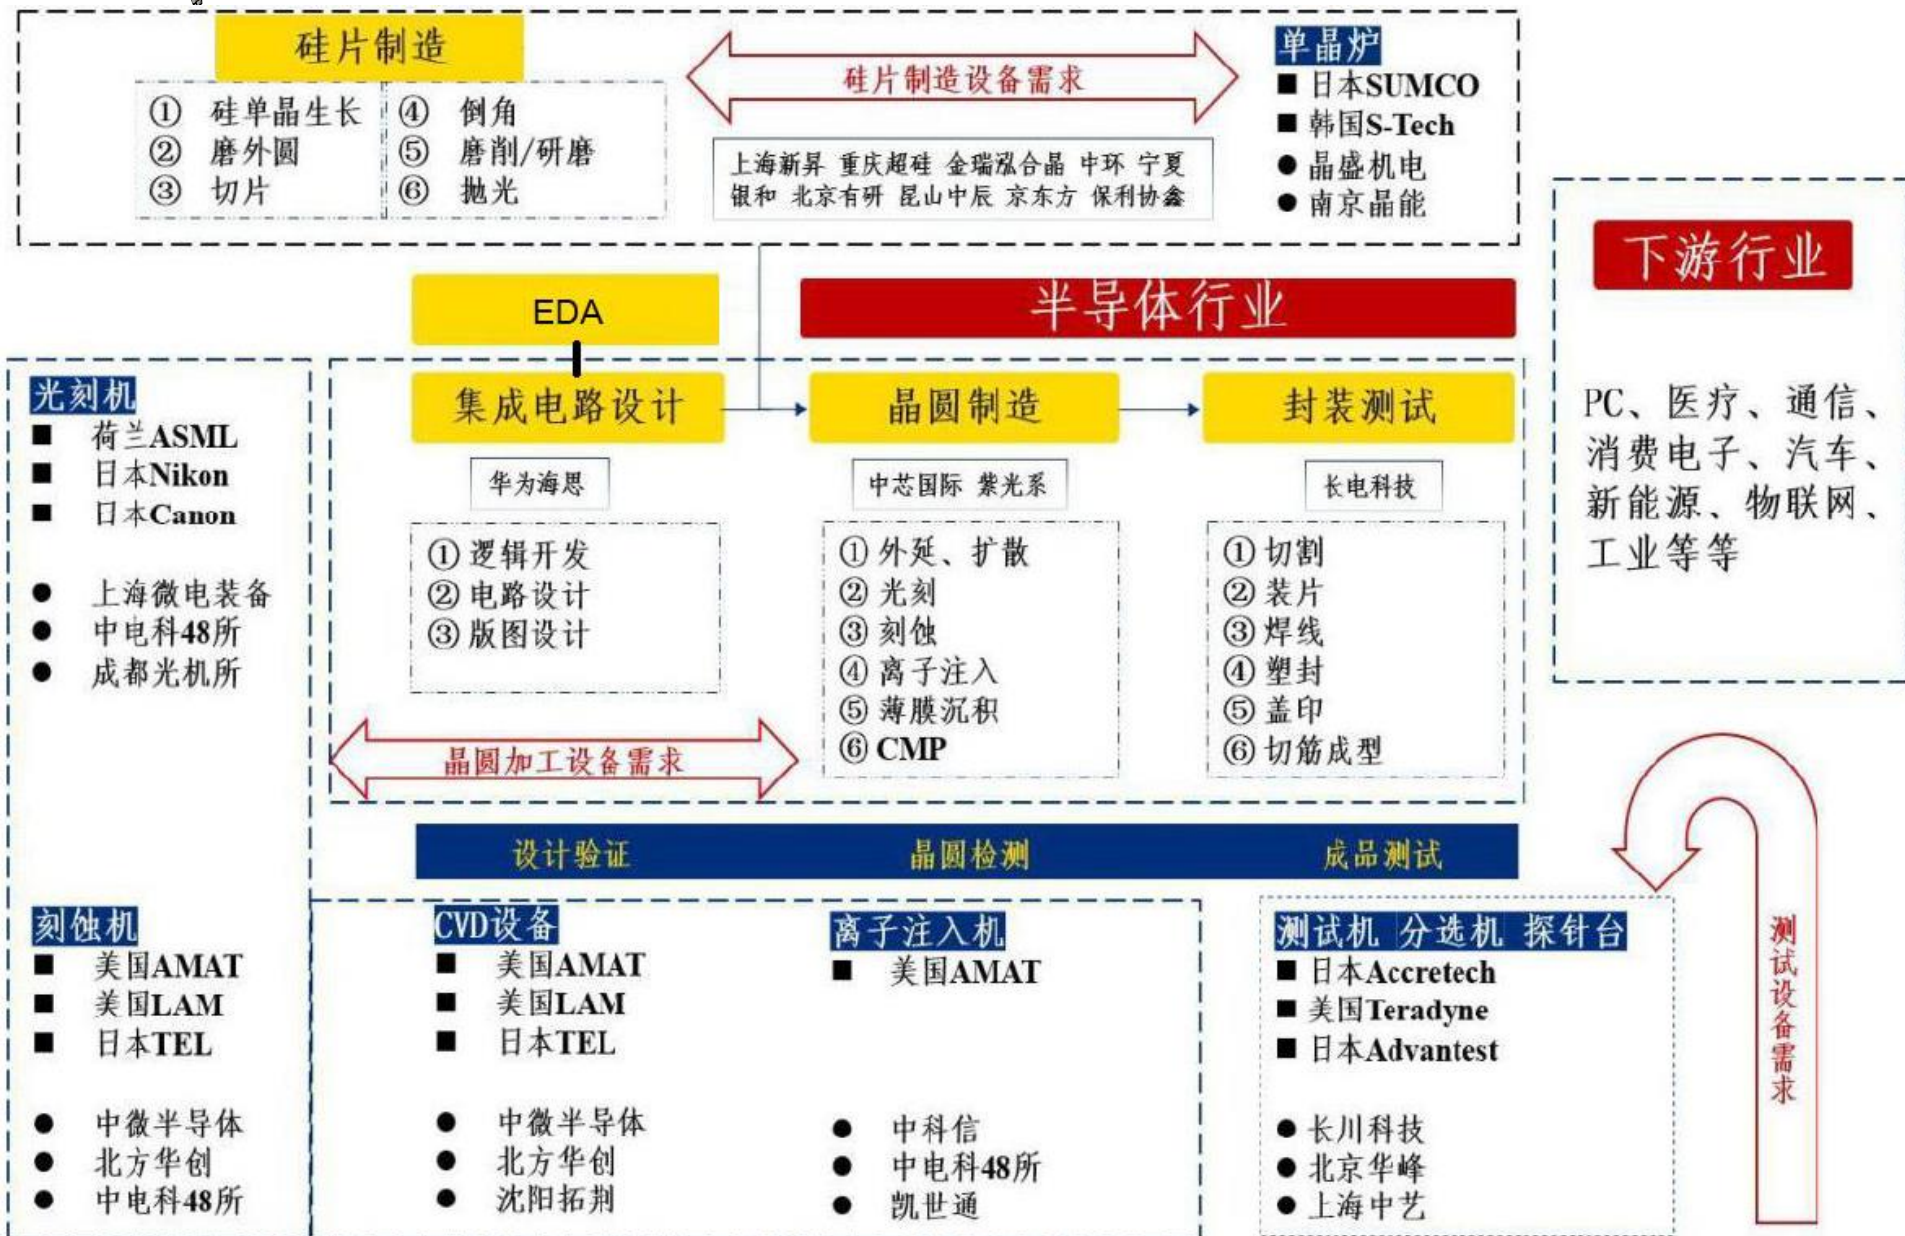 硅片制造
① 硅单晶生长
② 磨外圆
③ 切片
④ 倒角
⑤ 磨削/研磨
⑥ 抛光
硅片制造设备需求
上海新昇 重庆超硅 金瑞泓合晶 中环 宁夏
银和 北京有研 昆山中辰 京东方 保利协鑫
单晶炉
■ 日本SUMCO
■ 韩国S-Tech
● 晶盛机电
● 南京晶能
下游行业
PC、医疗、通信、
消费电子、汽车、
新能源、物联网、
工业等等
EDA
半导体行业
集成电路设计
华为海思
① 逻辑开发
② 电路设计
③ 版图设计
晶圆制造
中芯国际 紫光系
① 外延、扩散
② 光刻
③ 刻蚀
④ 离子注入
⑤ 薄膜沉积
⑥ CMP
封装测试
长电科技
① 切割
② 装片
③ 焊线
④ 塑封
⑤ 盖印
⑥ 切筋成型
光刻机
■ 荷兰ASML
■ 日本Nikon
■ 日本Canon
● 上海微电装备
● 中电科48所
● 成都光机所
晶圆加工设备需求
设计验证 晶圆检测 成品测试
刻蚀机
■ 美国AMAT
■ 美国LAM
■ 日本TEL
● 中微半导体
● 北方华创
● 中电科48所
CVD设备
■ 美国AMAT
■ 美国LAM
■ 日本TEL
● 中微半导体
● 北方华创
● 沈阳拓荆
离子注入机
■ 美国AMAT
● 中科信
● 中电科48所
● 凯世通
测试机 分选机 探针台
■ 日本Accretech
■ 美国Teradyne
■ 日本Advantest
● 长川科技
● 北京华峰
● 上海中艺
测试设备需求